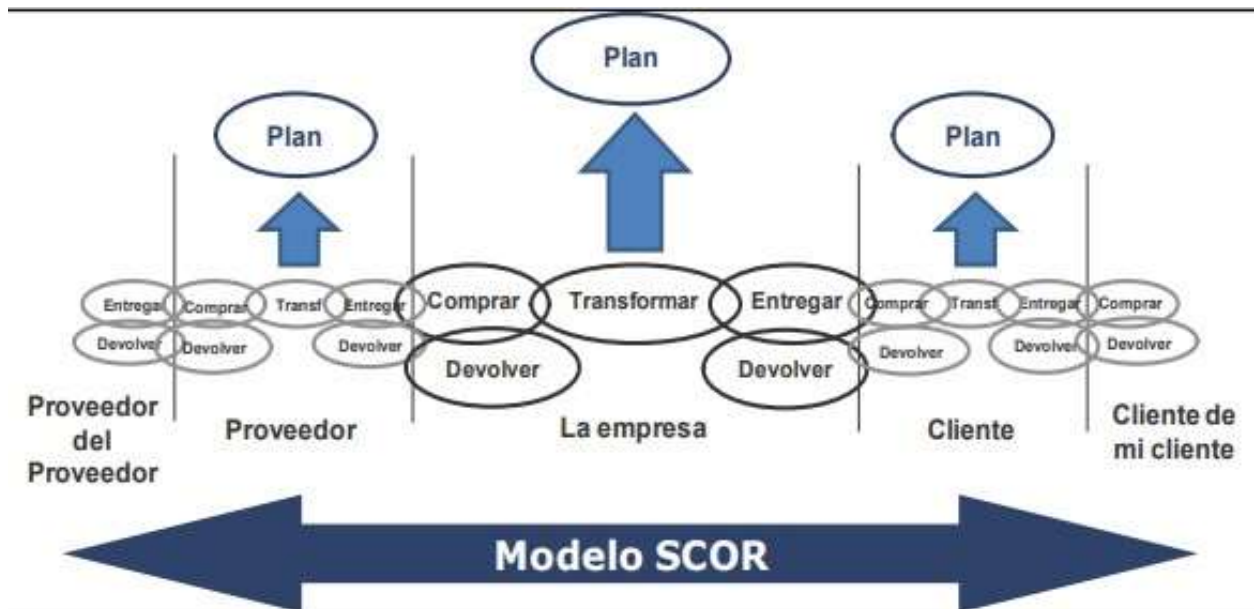 Plan
Plan
Plan
Entregar
Comprar
Transf
Entregar
Comprar
Transformar
Entregar
Comprar
Transf
Entregar
Comprar
Devolver
Devolver
Devolver
Devolver
Devolver
Devolver
Devolver
Devolver
Proveedor
del
Proveedor
Proveedor
La empresa
Cliente
Cliente de
mi cliente
Modelo SCOR